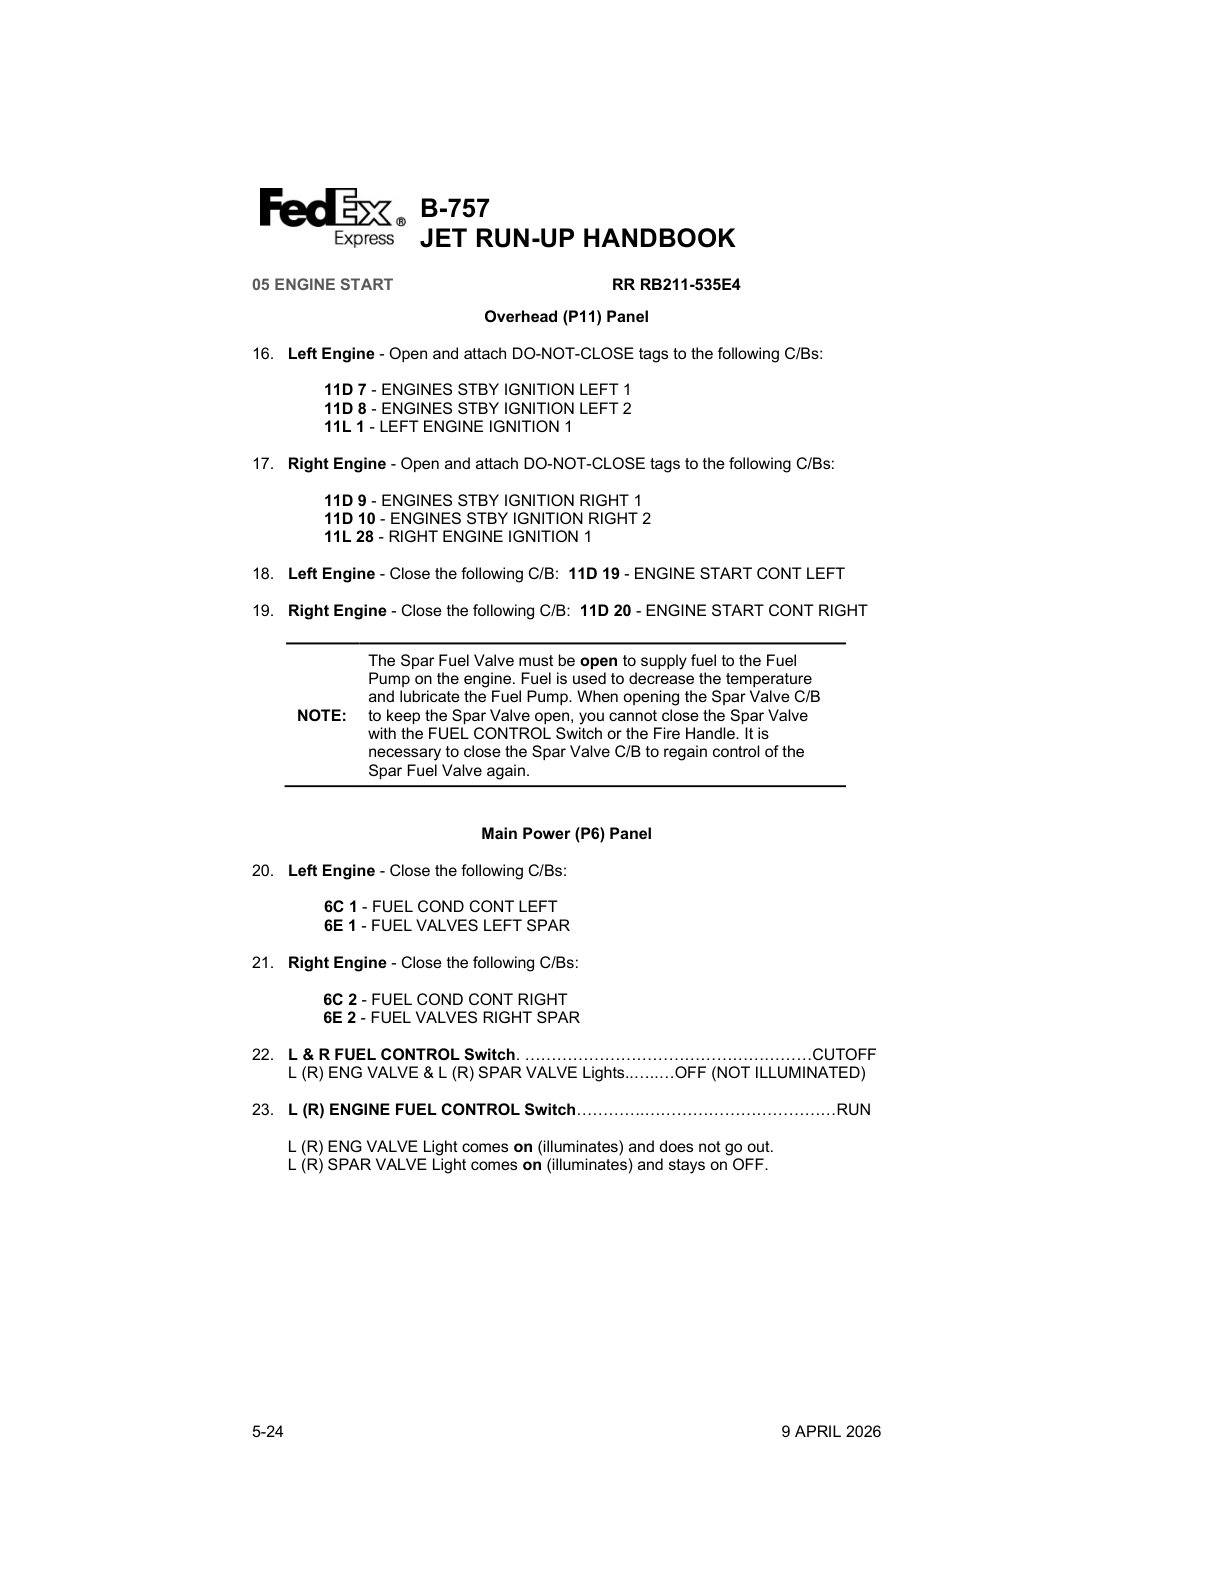 FedEx® B-757
Express JET RUN-UP HANDBOOK
05 ENGINE START RR RB211-535E4
Overhead (P11) Panel
16. Left Engine - Open and attach DO-NOT-CLOSE tags to the following C/Bs:
11D 7 - ENGINES STBY IGNITION LEFT 1
11D 8 - ENGINES STBY IGNITION LEFT 2
11L 1 - LEFT ENGINE IGNITION 1
17. Right Engine - Open and attach DO-NOT-CLOSE tags to the following C/Bs:
11D 9 - ENGINES STBY IGNITION RIGHT 1
11D 10 - ENGINES STBY IGNITION RIGHT 2
11L 28 - RIGHT ENGINE IGNITION 1
18. Left Engine - Close the following C/B: 11D 19 - ENGINE START CONT LEFT
19. Right Engine - Close the following C/B: 11D 20 - ENGINE START CONT RIGHT
The Spar Fuel Valve must be open to supply fuel to the Fuel
Pump on the engine. Fuel is used to decrease the temperature
and lubricate the Fuel Pump. When opening the Spar Valve C/B
NOTE: to keep the Spar Valve open, you cannot close the Spar Valve
with the FUEL CONTROL Switch or the Fire Handle. It is
necessary to close the Spar Valve C/B to regain control of the
Spar Fuel Valve again.
Main Power (P6) Panel
20. Left Engine - Close the following C/Bs:
6C 1 - FUEL COND CONT LEFT
6E 1 - FUEL VALVES LEFT SPAR
21. Right Engine - Close the following C/Bs:
6C 2 - FUEL COND CONT RIGHT
6E 2 - FUEL VALVES RIGHT SPAR
22. L & R FUEL CONTROL Switch. ………………………………………………CUTOFF
L (R) ENG VALVE & L (R) SPAR VALVE Lights..…..…OFF (NOT ILLUMINATED)
23. L (R) ENGINE FUEL CONTROL Switch…………..………………………………RUN
L (R) ENG VALVE Light comes on (illuminates) and does not go out.
L (R) SPAR VALVE Light comes on (illuminates) and stays on OFF.
5-24 9 APRIL 2026